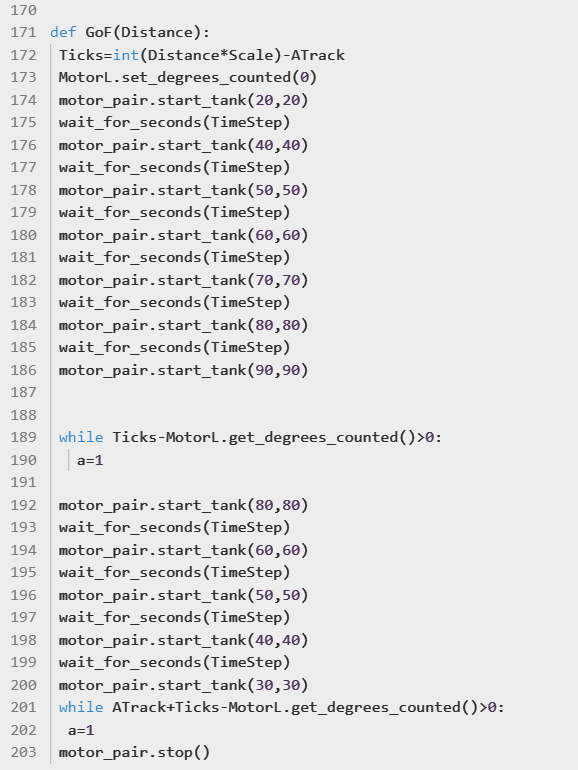 170
171 def GoF(Distance):
172 Ticks=int(Distance*Scale)-ATrack
173 MotorL.set_degrees_counted(0)
174 motor_pair.start_tank(20,20)
175 wait_for_seconds(TimeStep)
176 motor_pair.start_tank(40,40)
177 wait_for_seconds(TimeStep)
178 motor_pair.start_tank(50,50)
179 wait_for_seconds(TimeStep)
180 motor_pair.start_tank(60,60)
181 wait_for_seconds(TimeStep)
182 motor_pair.start_tank(70,70)
183 wait_for_seconds(TimeStep)
184 motor_pair.start_tank(80,80)
185 wait_for_seconds(TimeStep)
186 motor_pair.start_tank(90,90)
187
188
189 while Ticks-MotorL.get_degrees_counted()>0:
190 a=1
191
192 motor_pair.start_tank(80,80)
193 wait_for_seconds(TimeStep)
194 motor_pair.start_tank(60,60)
195 wait_for_seconds(TimeStep)
196 motor_pair.start_tank(50,50)
197 wait_for_seconds(TimeStep)
198 motor_pair.start_tank(40,40)
199 wait_for_seconds(TimeStep)
200 motor_pair.start_tank(30,30)
201 while ATrack+Ticks-MotorL.get_degrees_counted()>0:
202 a=1
203 motor_pair.stop()